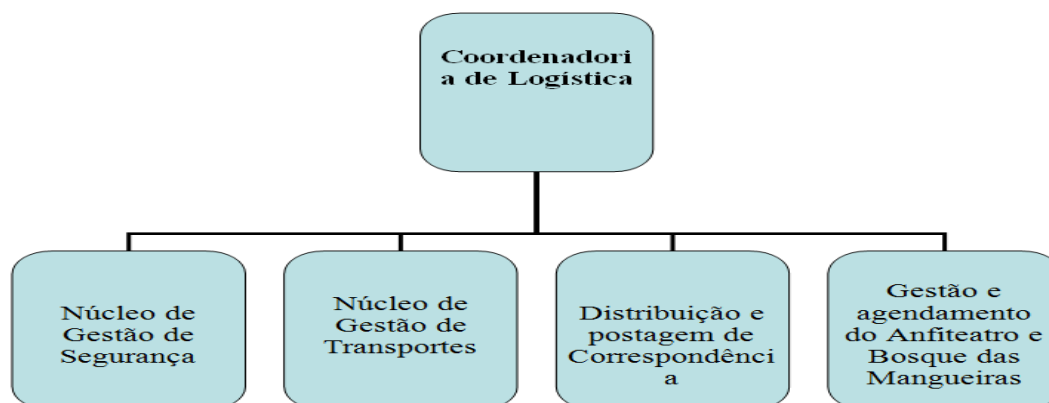 Coordenadori
a de Logística
Núcleo de
Gestão de
Segurança
Núcleo de
Gestão de
Transportes
Distribuição e
postagem de
Correspondênci
a
Gestão e
agendamento
do Anfiteatro e
Bosque das
Mangueiras